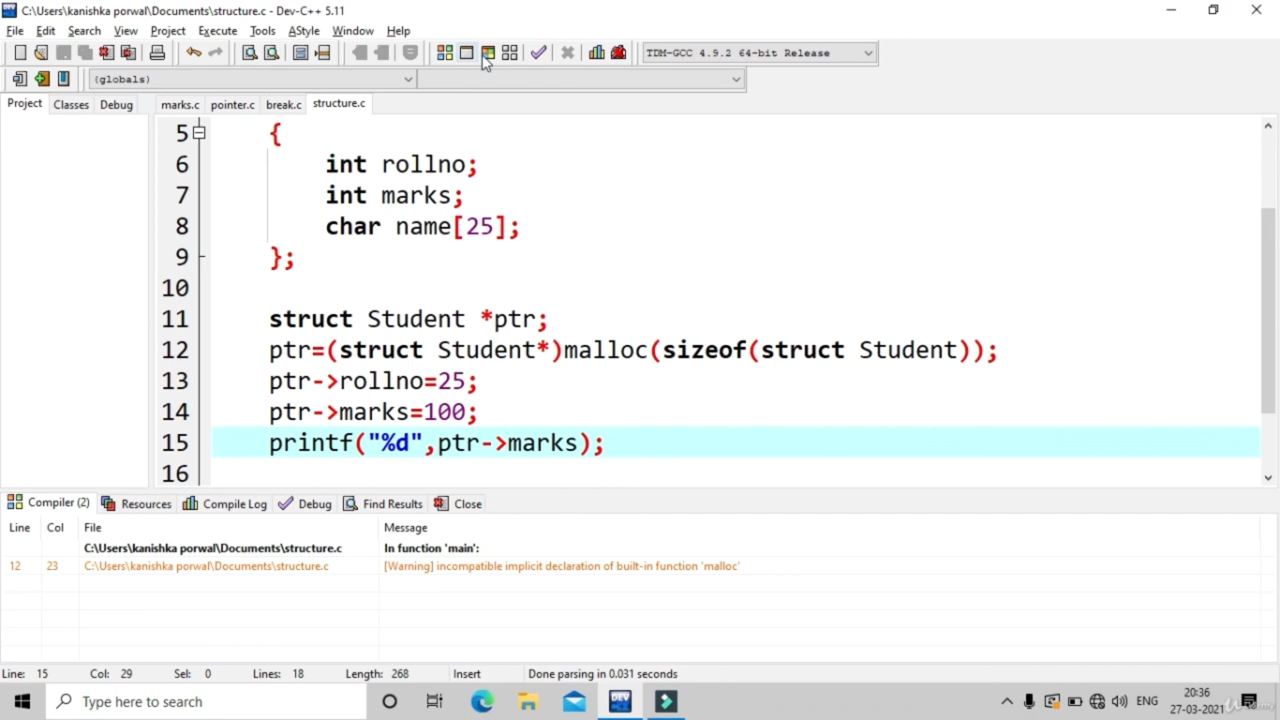 C:\Users\kanishka porwal\Documents\structure.c - Dev-C++ 5.11
File Edit Search View Project Execute Tools AStyle Window Help
TDM-GCC 4.9.2 64-bit Release
(globals)
Project Classes Debug marks.c pointer.c break.c structure.c
5 {
6 int rollno;
7 int marks;
8 char name[25];
9 };
10
11 struct Student *ptr;
12 ptr=(struct Student*)malloc(sizeof(struct Student));
13 ptr->rollno=25;
14 ptr->marks=100;
15 printf("%d",ptr->marks);
16
Compiler (2) Resources Compile Log Debug Find Results Close
Line Col File Message
C:\Users\kanishka porwal\Documents\structure.c In function 'main':
12 23 C:\Users\kanishka porwal\Documents\structure.c [Warning] incompatible implicit declaration of built-in function 'malloc'
Line: 15 Col: 29 Sel: 0 Lines: 18 Length: 268 Insert Done parsing in 0.031 seconds
Type here to search DEV ENG 20:36
27-03-2021